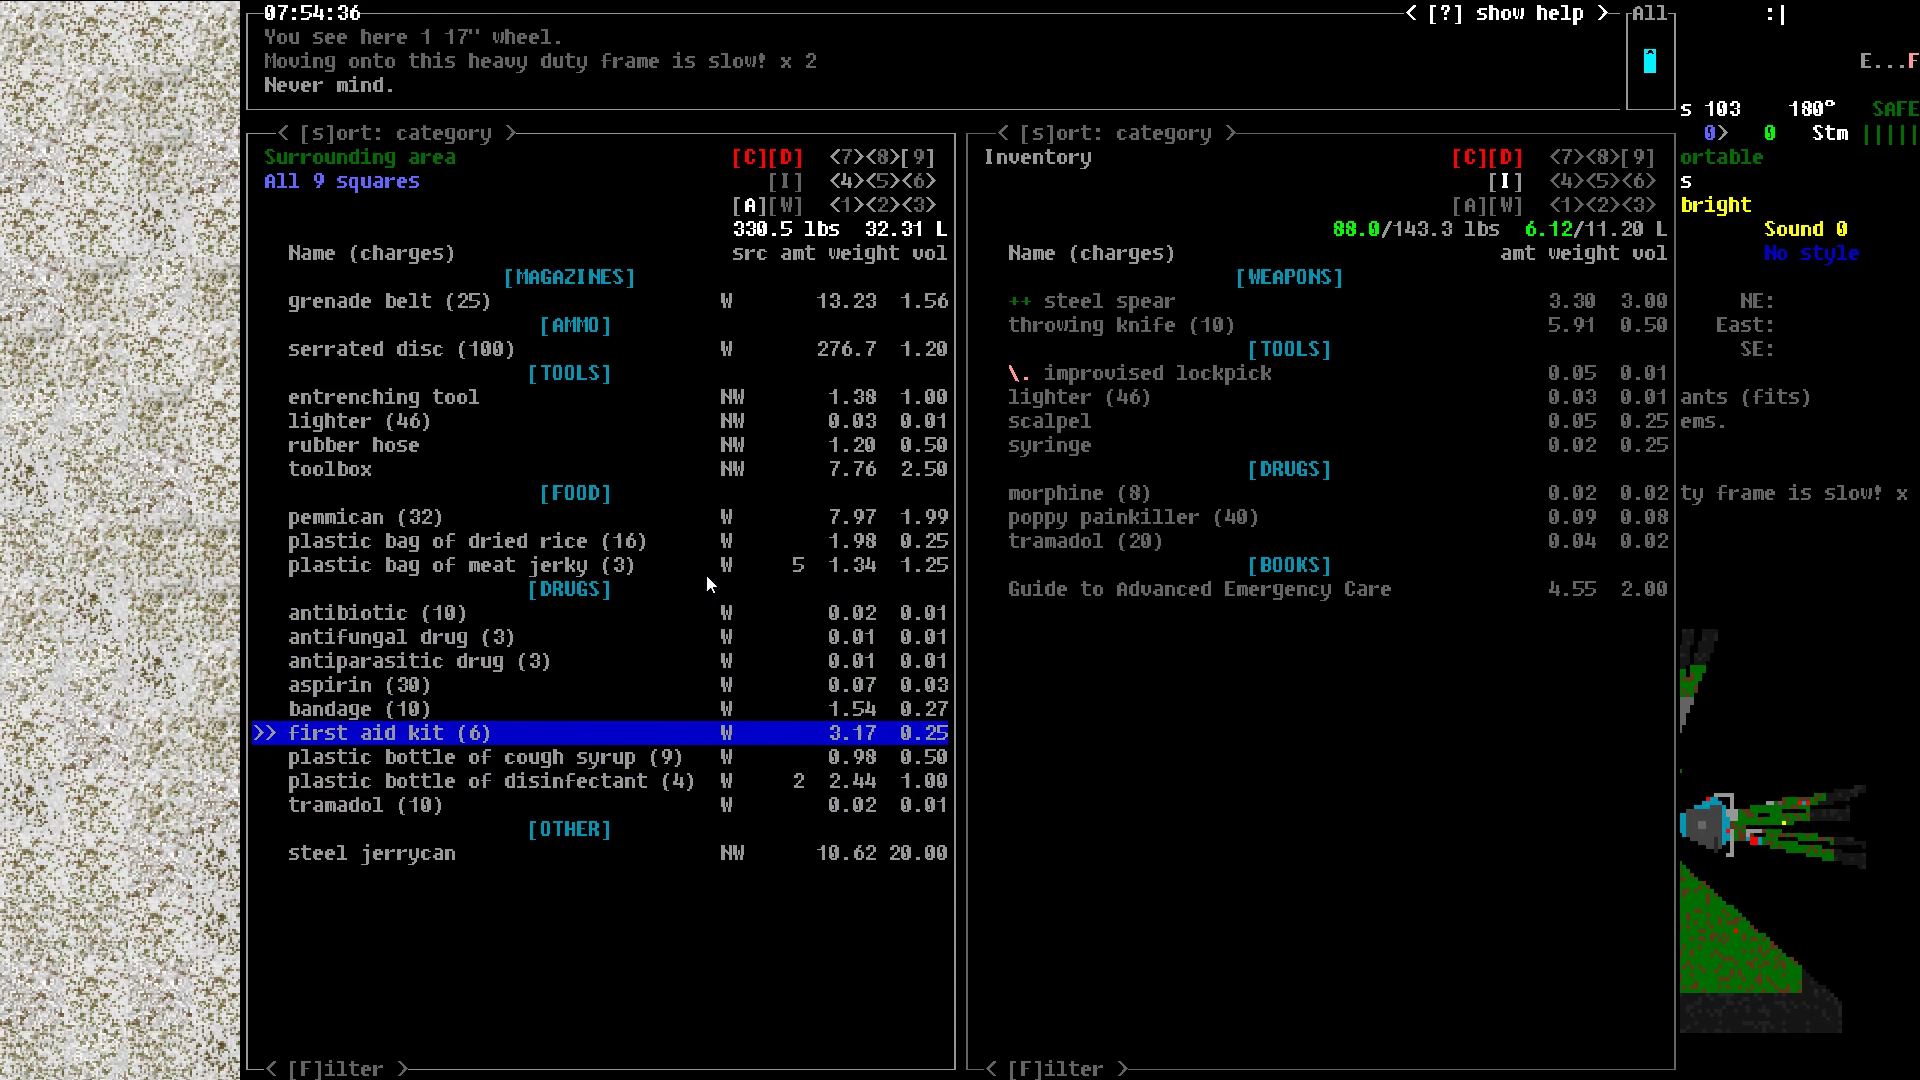 07:54:36 < [?] show help > All :|
You see here 1 17" wheel.
Moving onto this heavy duty frame is slow! x 2 E...F
Never mind.
s 103 180° SAFE
0> 0 Stm |||||
< [s]ort: category >
Surrounding area [C][D] <7><8>[9]
All 9 squares [I] <4><5><6>
[A][W] <1><2><3>
330.5 lbs 32.31 L
Name (charges) src amt weight vol
[MAGAZINES]
grenade belt (25) W 13.23 1.56
[AMMO]
serrated disc (100) W 276.7 1.20
[TOOLS]
entrenching tool NW 1.38 1.00
lighter (46) NW 0.03 0.01
rubber hose NW 1.20 0.50
toolbox NW 7.76 2.50
[FOOD]
pemmican (32) W 7.97 1.99
plastic bag of dried rice (16) W 1.98 0.25
plastic bag of meat jerky (3) W 5 1.34 1.25
[DRUGS]
antibiotic (10) W 0.02 0.01
antifungal drug (3) W 0.01 0.01
antiparasitic drug (3) W 0.01 0.01
aspirin (30) W 0.07 0.03
bandage (10) W 1.54 0.27
>> first aid kit (6) W 3.17 0.25
plastic bottle of cough syrup (9) W 0.98 0.50
plastic bottle of disinfectant (4) W 2 2.44 1.00
tramadol (10) W 0.02 0.01
[OTHER]
steel jerrycan NW 10.62 20.00
< [F]ilter >
< [s]ort: category >
Inventory [C][D] <7><8>[9]
[I] <4><5><6>
[A][W] <1><2><3>
88.0/143.3 lbs 6.12/11.20 L
Name (charges) amt weight vol
[WEAPONS]
++ steel spear 3.30 3.00
throwing knife (10) 5.91 0.50
[TOOLS]
\. improvised lockpick 0.05 0.01
lighter (46) 0.03 0.01
scalpel 0.05 0.25
syringe 0.02 0.25
[DRUGS]
morphine (8) 0.02 0.02
poppy painkiller (40) 0.09 0.08
tramadol (20) 0.04 0.02
[BOOKS]
Guide to Advanced Emergency Care 4.55 2.00
< [F]ilter >
ortable
s
bright
Sound 0
No style
NE:
East:
SE:
ants (fits)
ems.
ty frame is slow! x